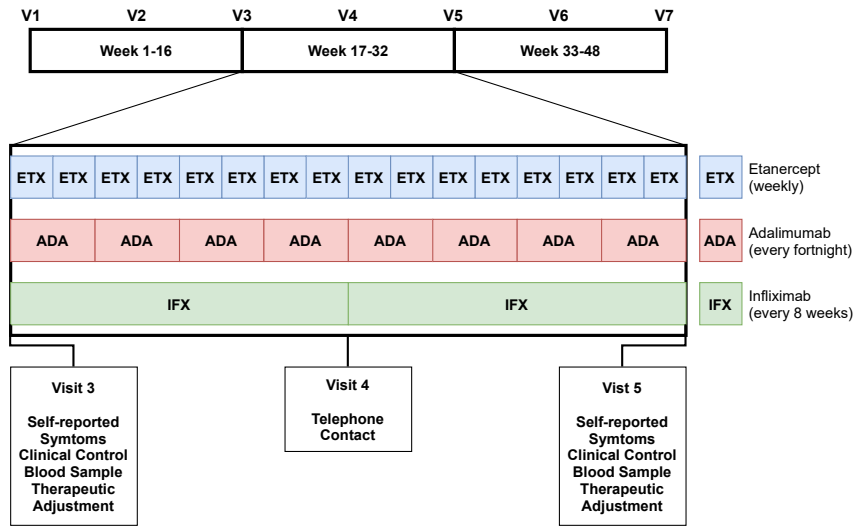 V1 V2 V3 V4 V5 V6 V7
Week 1-16 Week 17-32 Week 33-48
ETX ETX ETX ETX ETX ETX ETX ETX ETX ETX ETX ETX ETX ETX ETX ETX
ETX Etanercept
(weekly)
ADA ADA ADA ADA ADA ADA ADA ADA
ADA Adalimumab
(every fortnight)
IFX IFX
IFX Infliximab
(every 8 weeks)
Visit 3
Self-reported
Symtoms
Clinical Control
Blood Sample
Therapeutic
Adjustment
Visit 4
Telephone
Contact
Vist 5
Self-reported
Symtoms
Clinical Control
Blood Sample
Therapeutic
Adjustment